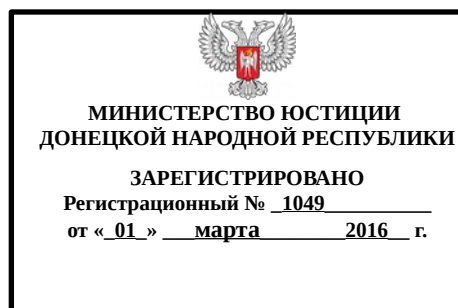 МИНИСТЕРСТВО ЮСТИЦИИ
ДОНЕЦКОЙ НАРОДНОЙ РЕСПУБЛИКИ
ЗАРЕГИСТРИРОВАНО
Регистрационный № _1049__________
от «_01_» ___марта________2016__ г.